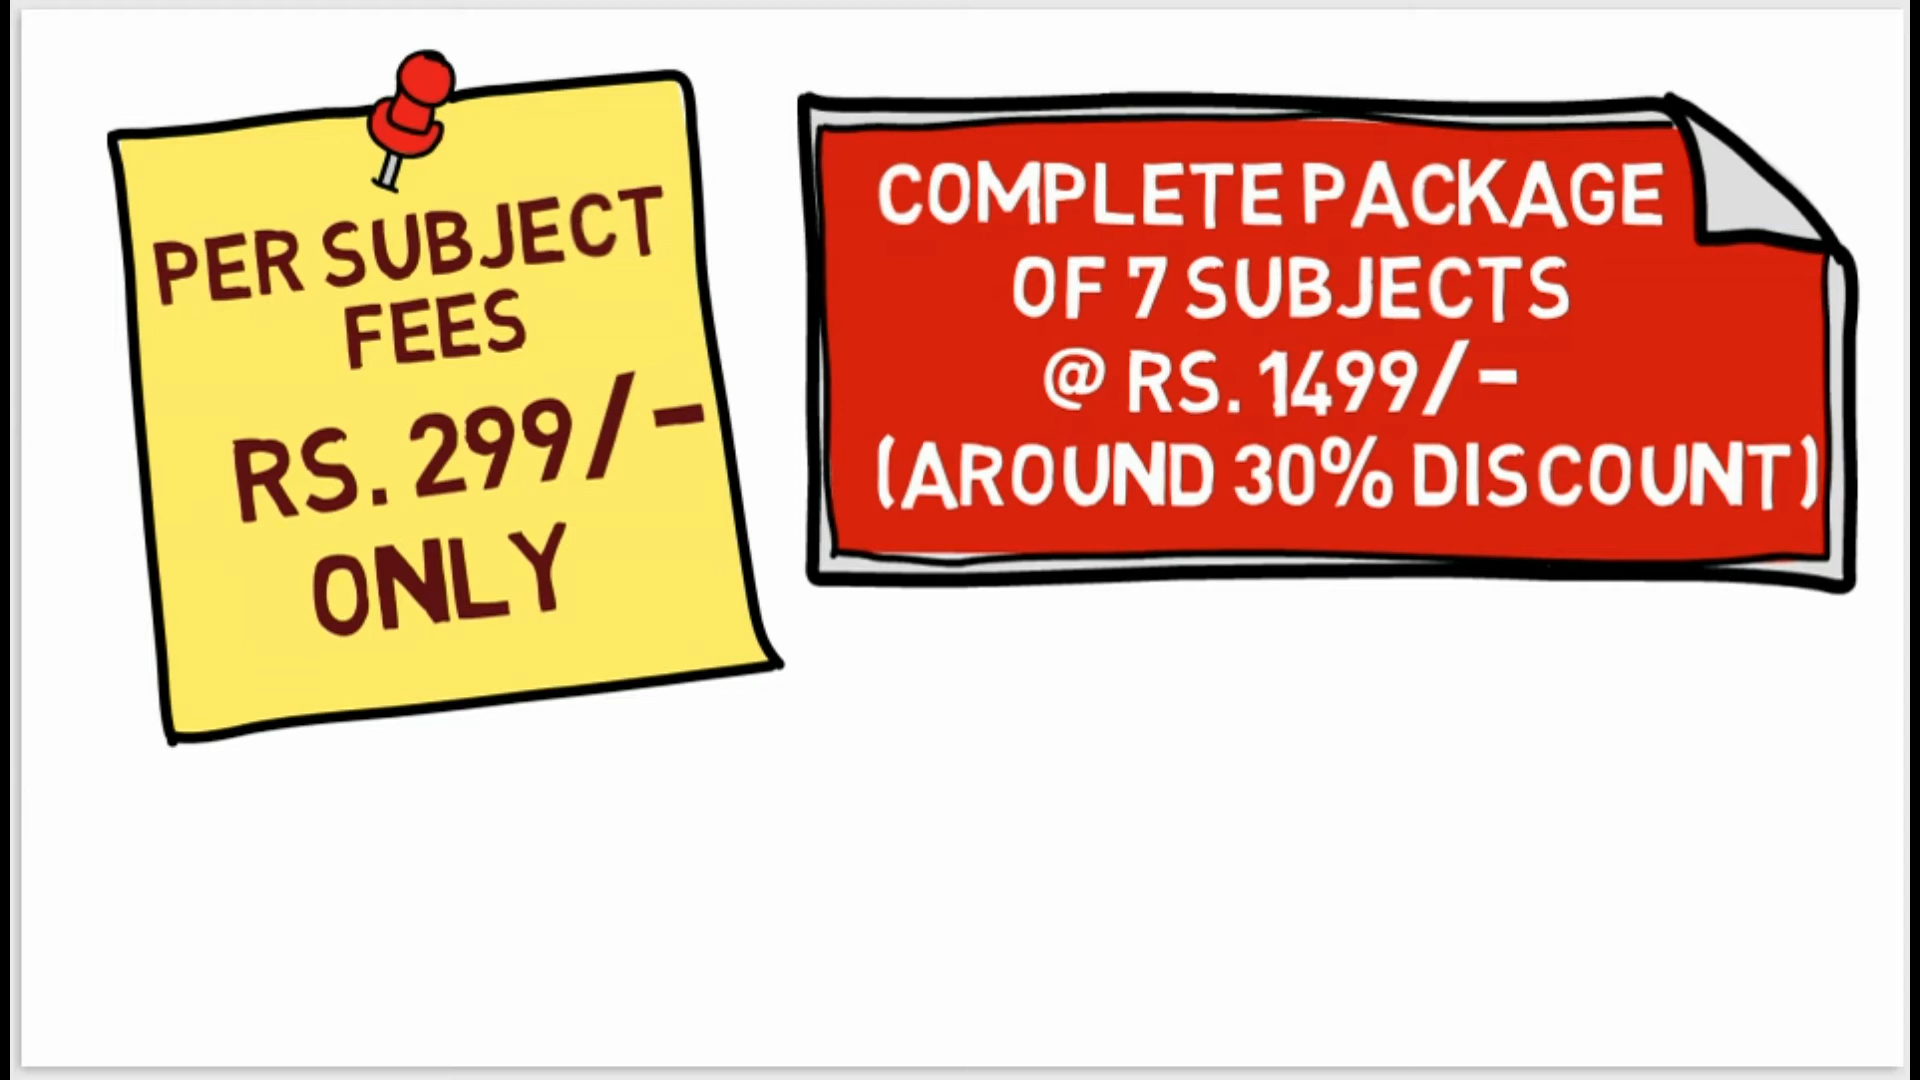 PER SUBJECT
FEES
RS. 299/-
ONLY
COMPLETE PACKAGE
OF 7 SUBJECTS
@ RS. 1499/-
(AROUND 30% DISCOUNT)